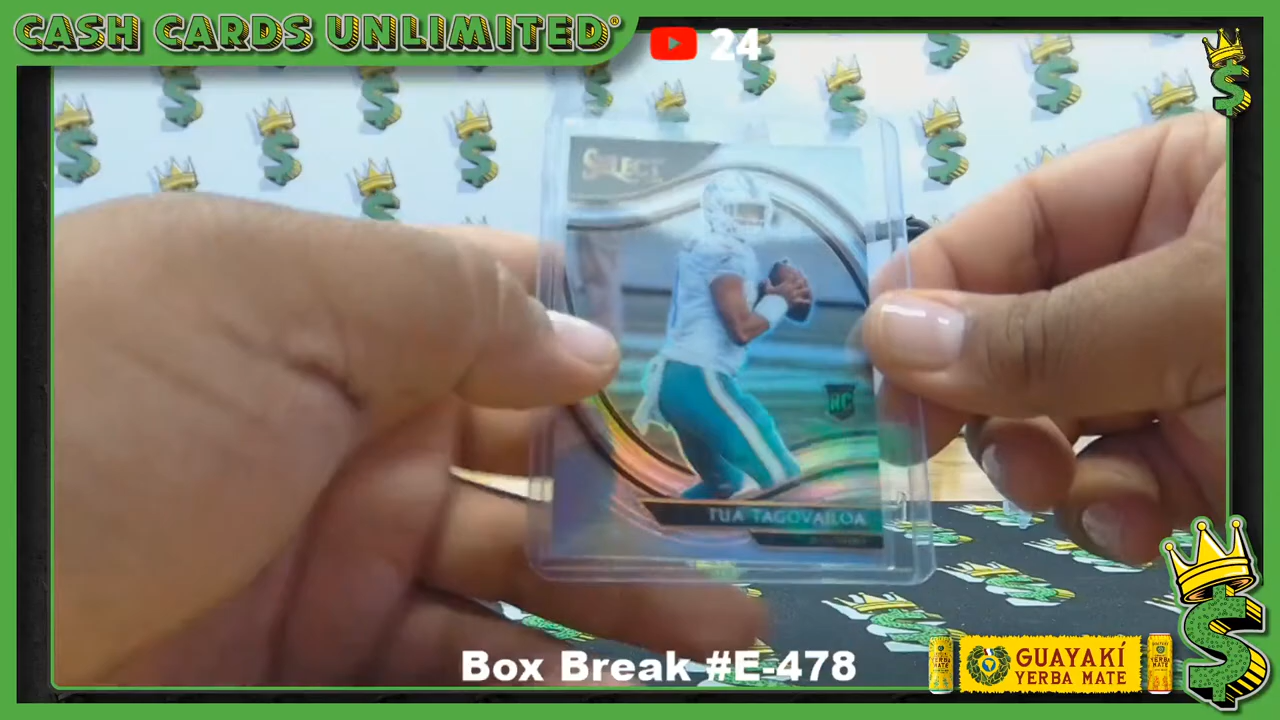 CASH CARDS UNLIMITED®
24
SELECT
RC
TUA TAGOVAILOA
Box Break #E-478
GUAYAKÍ
YERBA MATE